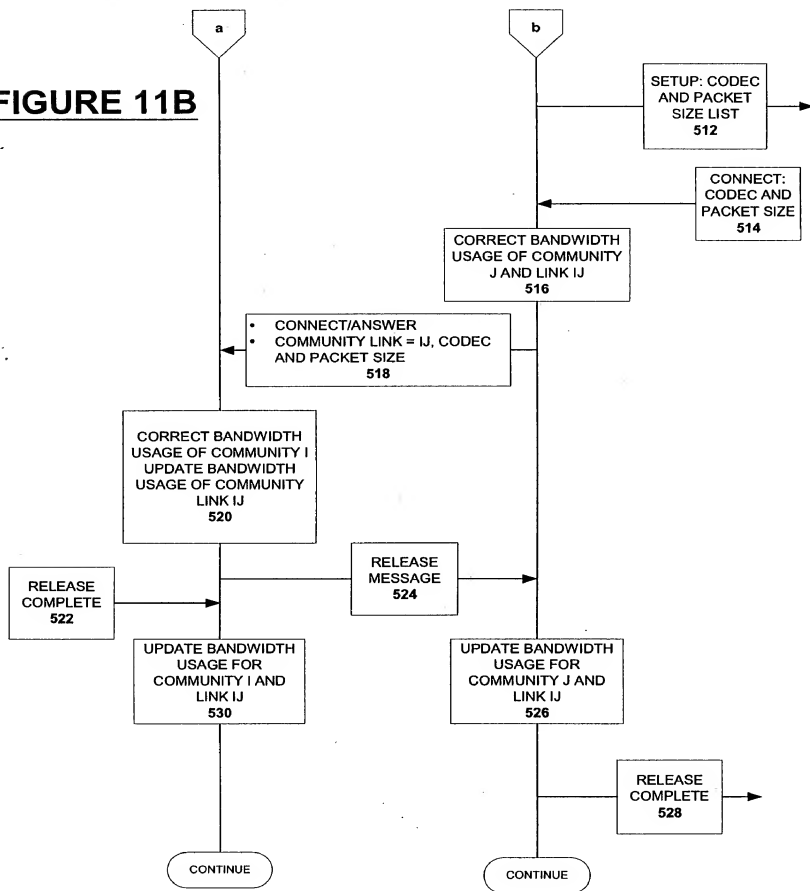 a
b
FIGURE 11B
SETUP: CODEC
AND PACKET
SIZE LIST
512
CONNECT:
CODEC AND
PACKET SIZE
514
CORRECT BANDWIDTH
USAGE OF COMMUNITY
J AND LINK IJ
516
• CONNECT/ANSWER
• COMMUNITY LINK = IJ, CODEC
AND PACKET SIZE
518
CORRECT BANDWIDTH
USAGE OF COMMUNITY I
UPDATE BANDWIDTH
USAGE OF COMMUNITY
LINK IJ
520
RELEASE
MESSAGE
524
RELEASE
COMPLETE
522
UPDATE BANDWIDTH
USAGE FOR
COMMUNITY I AND
LINK IJ
530
UPDATE BANDWIDTH
USAGE FOR
COMMUNITY J AND
LINK IJ
526
RELEASE
COMPLETE
528
CONTINUE
CONTINUE